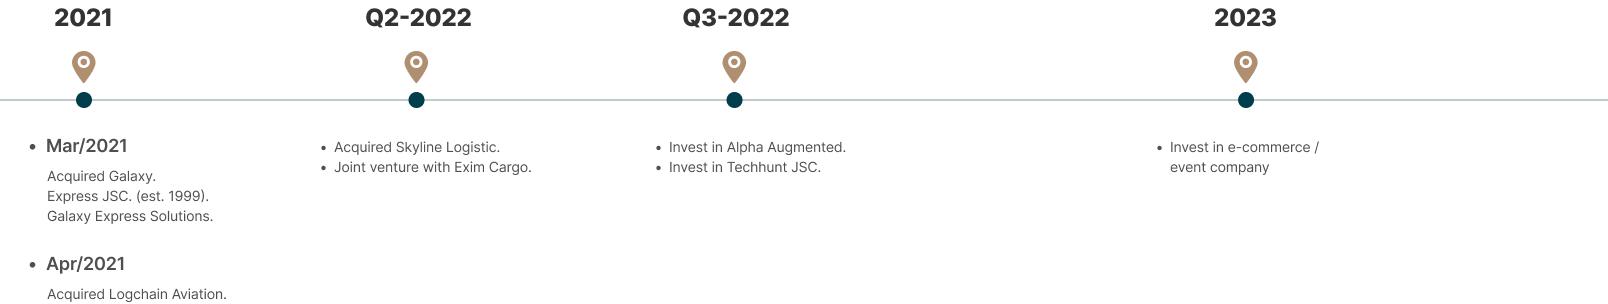 2021
• Mar/2021
Acquired Galaxy.
Express JSC. (est. 1999).
Galaxy Express Solutions.
• Apr/2021
Acquired Logchain Aviation.
Q2-2022
• Acquired Skyline Logistic.
• Joint venture with Exim Cargo.
Q3-2022
• Invest in Alpha Augmented.
• Invest in Techhunt JSC.
2023
• Invest in e-commerce /
event company